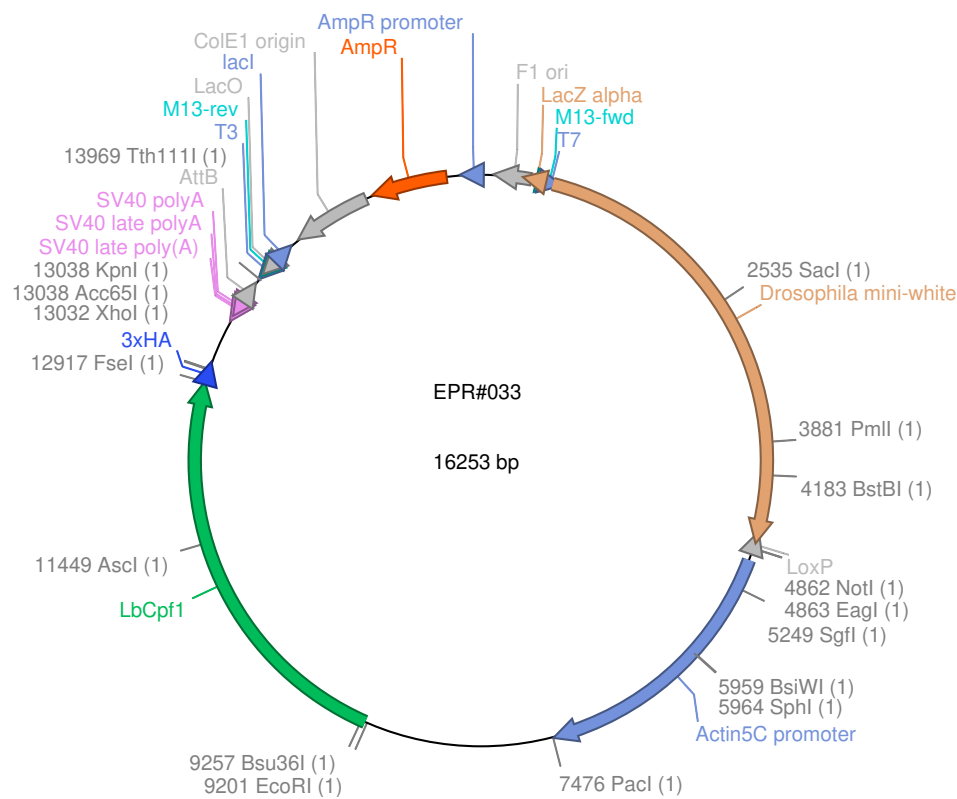 AmpR promoter
ColE1 origin
AmpR
lacI
F1 ori
LacO
LacZ alpha
M13-rev
M13-fwd
T3
T7
13969 Tth111I (1)
AttB
SV40 polyA
SV40 late polyA
SV40 late poly(A)
13038 KpnI (1)
2535 SacI (1)
13038 Acc65I (1)
Drosophila mini-white
13032 XhoI (1)
3xHA
12917 FseI (1)
EPR#033
3881 PmlI (1)
16253 bp
4183 BstBI (1)
11449 AscI (1)
LoxP
4862 NotI (1)
LbCpf1
4863 EagI (1)
5249 SgfI (1)
5959 BsiWI (1)
5964 SphI (1)
Actin5C promoter
9257 Bsu36I (1)
9201 EcoRI (1)
7476 PacI (1)